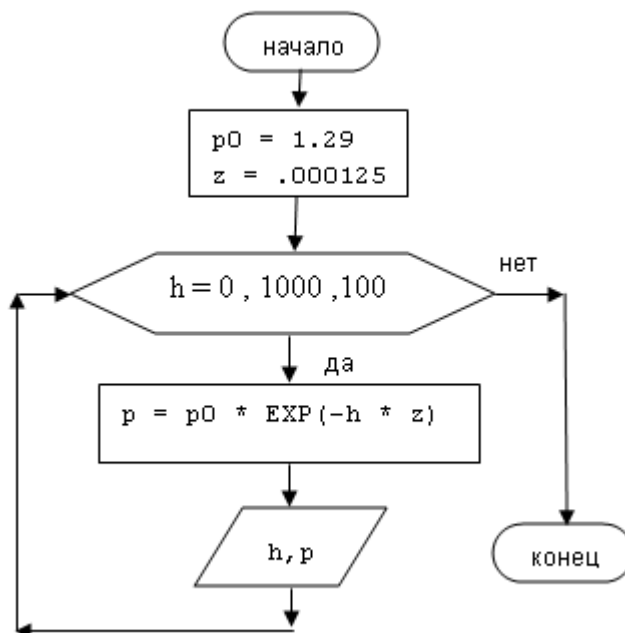 начало
p0 = 1.29
z = .000125
h = 0 , 1000 ,100
нет
да
p = p0 * EXP(-h * z)
h,p
конец